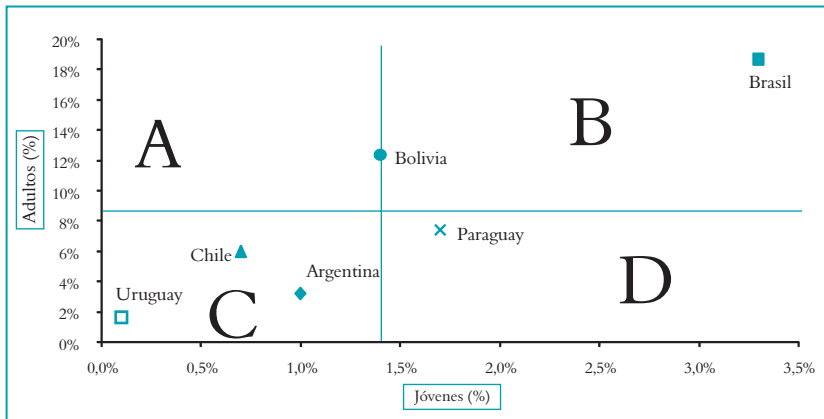 20%
18%
16%
14%
12%
10%
8%
6%
4%
2%
0%
Adultos (%)
A
B
Brasil
Bolivia
Paraguay
Chile
Argentina
Uruguay
C
D
0,0%
0,5%
1,0%
1,5%
2,0%
2,5%
3,0%
3,5%
Jóvenes (%)